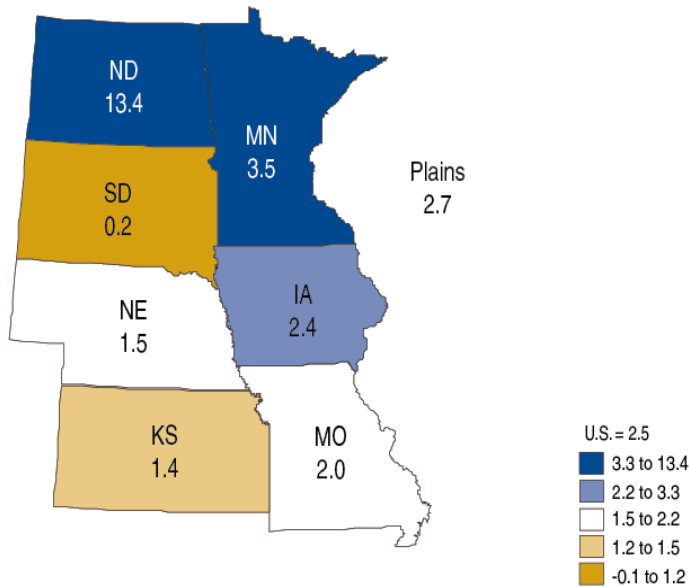 ND
13.4
MN
3.5
Plains
2.7
SD
0.2
IA
2.4
NE
1.5
KS
1.4
MO
2.0
U.S. = 2.5
3.3 to 13.4
2.2 to 3.3
1.5 to 2.2
1.2 to 1.5
-0.1 to 1.2